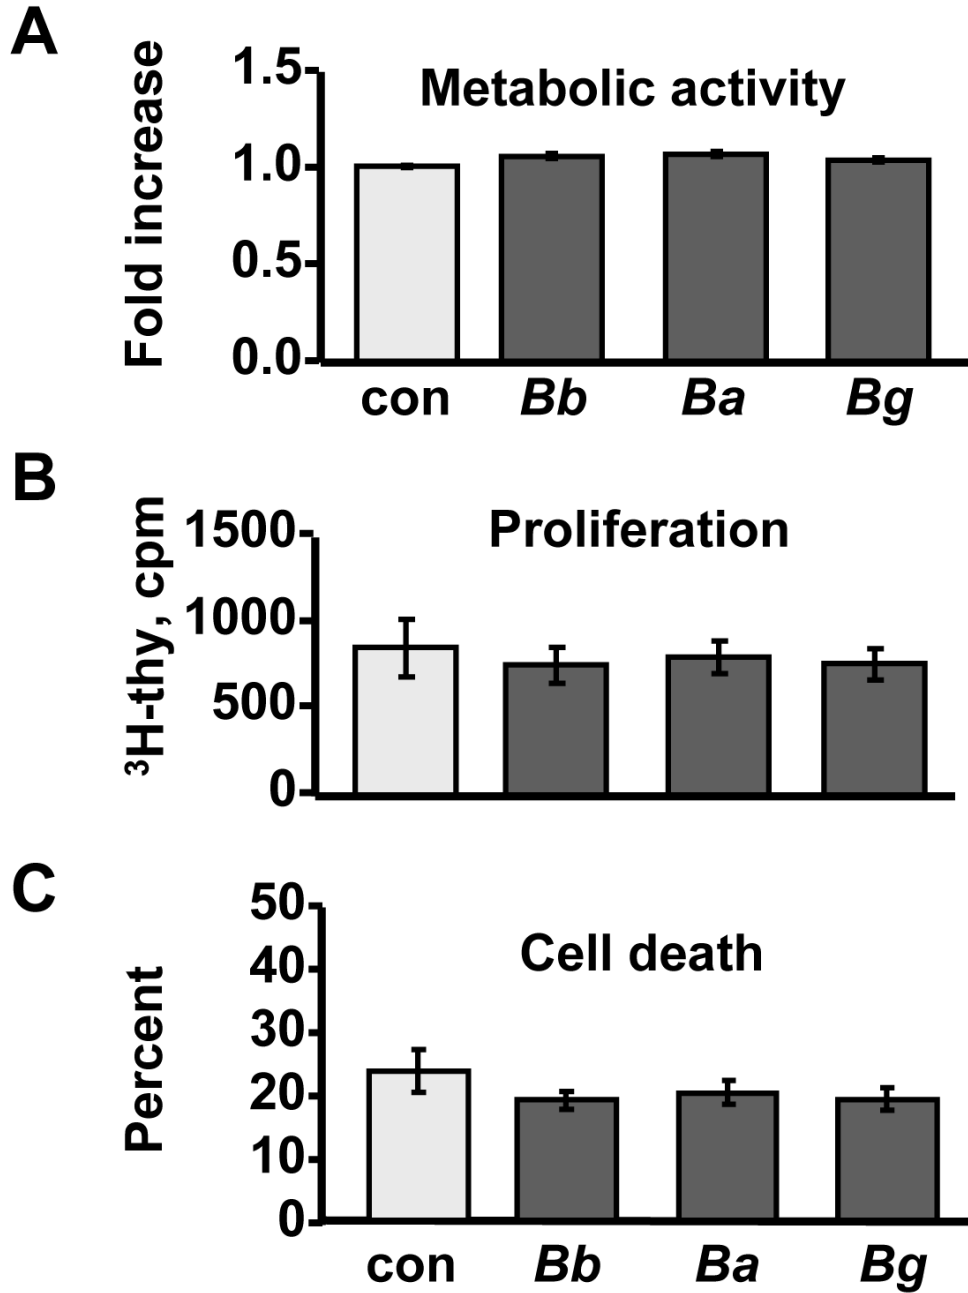 A
Metabolic activity
Fold increase
1.5
1.0
0.5
0.0
con Bb Ba Bg
B
Proliferation
³H-thy, cpm
1500
1000
500
0
C
Cell death
Percent
50
40
30
20
10
0
con Bb Ba Bg